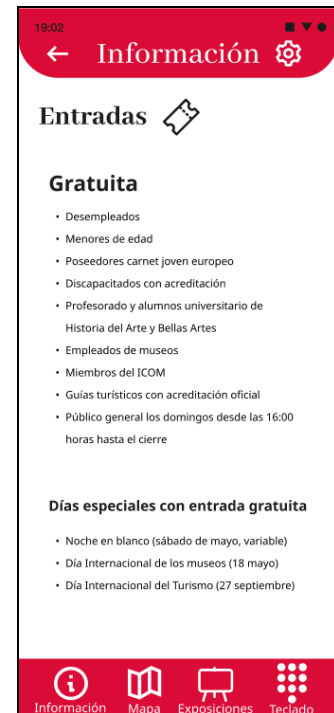 19:02
Información
Entradas
Gratuita
• Desempleados
• Menores de edad
• Poseedores carnet joven europeo
• Discapacitados con acreditación
• Profesorado y alumnos universitario de
Historia del Arte y Bellas Artes
• Empleados de museos
• Miembros del ICOM
• Guías turísticos con acreditación oficial
• Público general los domingos desde las 16:00
horas hasta el cierre
Días especiales con entrada gratuita
• Noche en blanco (sábado de mayo, variable)
• Día Internacional de los museos (18 mayo)
• Día Internacional del Turismo (27 septiembre)
Información Mapa Exposiciones Teclado